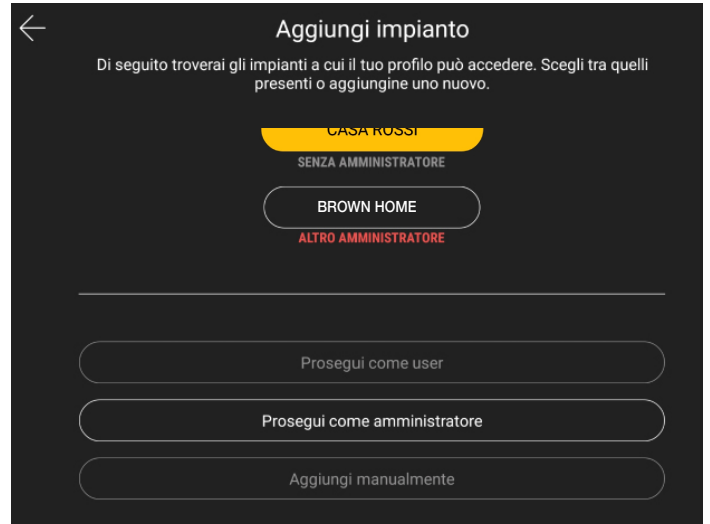 Aggiungi impianto
Di seguito troverai gli impianti a cui il tuo profilo può accedere. Scegli tra quelli
presenti o aggiungine uno nuovo.
CASA ROSSI
SENZA AMMINISTRATORE
BROWN HOME
ALTRO AMMINISTRATORE
Prosegui come user
Prosegui come amministratore
Aggiungi manualmente